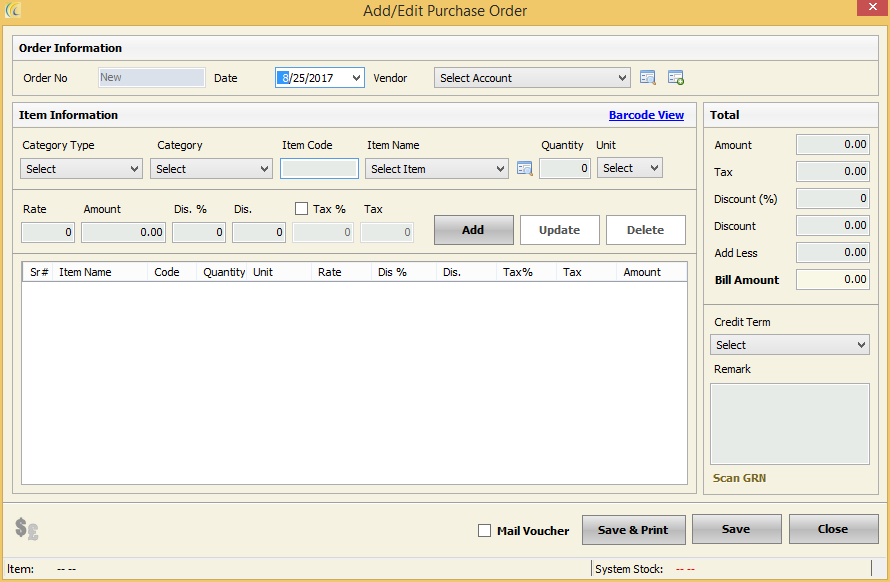 Add/Edit Purchase Order
Order Information
Order No New Date 8/25/2017 Vendor Select Account
Item Information Barcode View
Category Type Category Item Code Item Name Quantity Unit
Select Select Select Item 0 Select
Rate Amount Dis. % Dis. Tax % Tax
0 0.00 0 0 0 0 Add Update Delete
Sr# Item Name Code Quantity Unit Rate Dis % Dis. Tax% Tax Amount
Total
Amount 0.00
Tax 0.00
Discount (%) 0
Discount 0.00
Add Less 0.00
Bill Amount 0.00
Credit Term
Select
Remark
Scan GRN
$£ Mail Voucher Save & Print Save Close
Item: -- -- System Stock: -- --